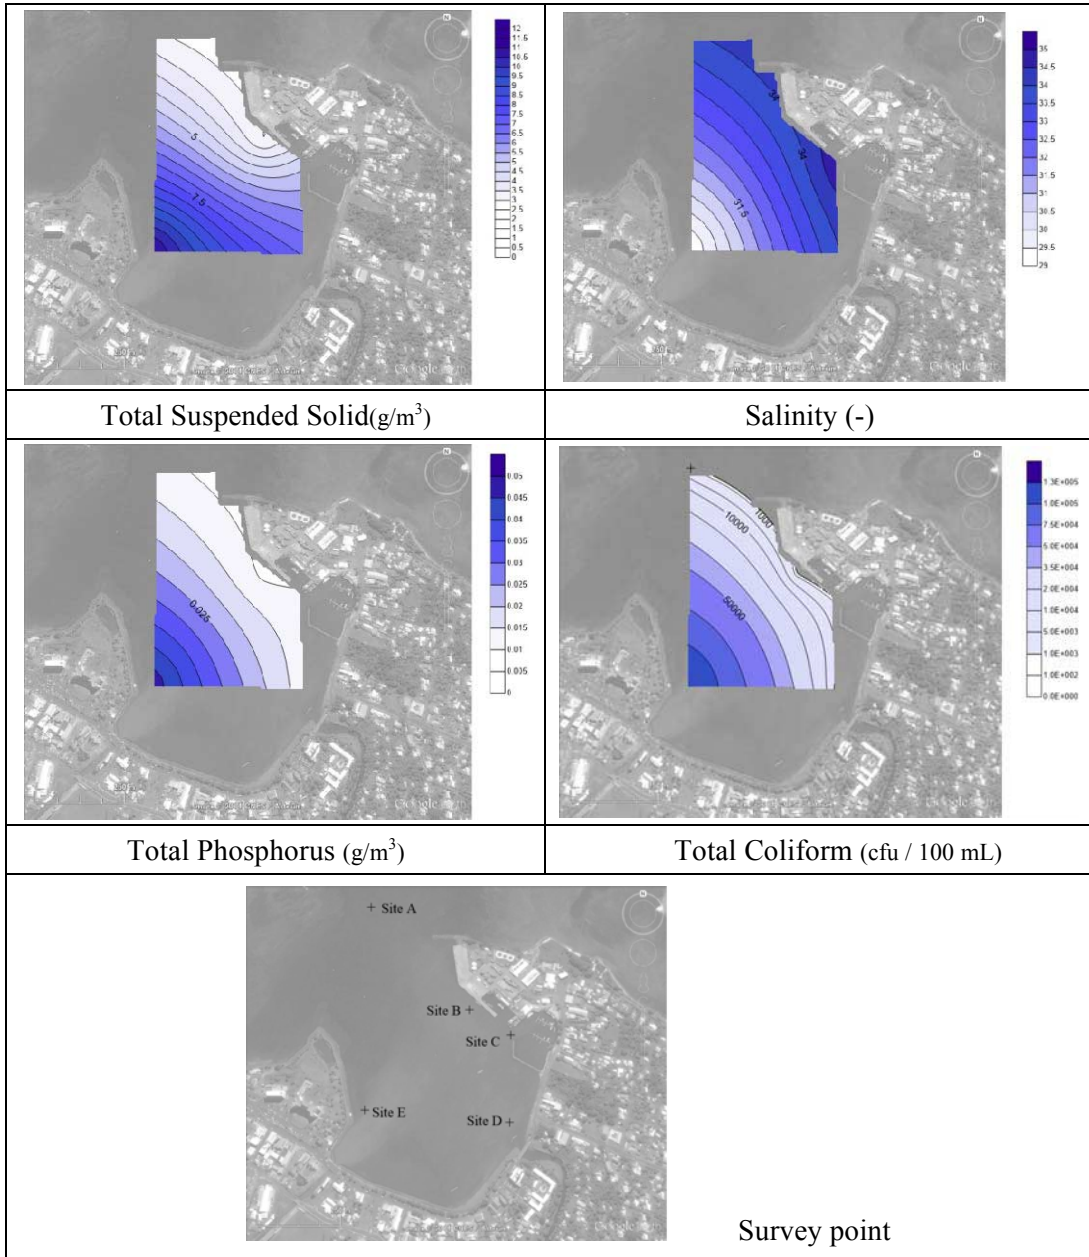 12
11.5
11
10.5
10
9.5
9
8.5
8
7.5
7
6.5
6
5.5
5
4.5
4
3.5
3
2.5
2
1.5
1
0.5
0
5
7.5
N
35
34.5
34
33.5
33
32.5
32
31.5
31
30.5
30
29.5
29
34
34
31.5
N
Total Suspended Solid(g/m³)
Salinity (-)
0.05
0.045
0.04
0.035
0.03
0.025
0.02
0.015
0.01
0.005
0
0.025
N
1.3E+005
1.0E+005
7.5E+004
5.0E+004
3.5E+004
2.0E+004
1.0E+004
5.0E+003
1.0E+003
1.0E+002
0.0E+000
1000
10000
50000
N
Total Phosphorus (g/m³)
Total Coliform (cfu / 100 mL)
N
Site A
Site B
Site C
Site E
Site D
Survey point